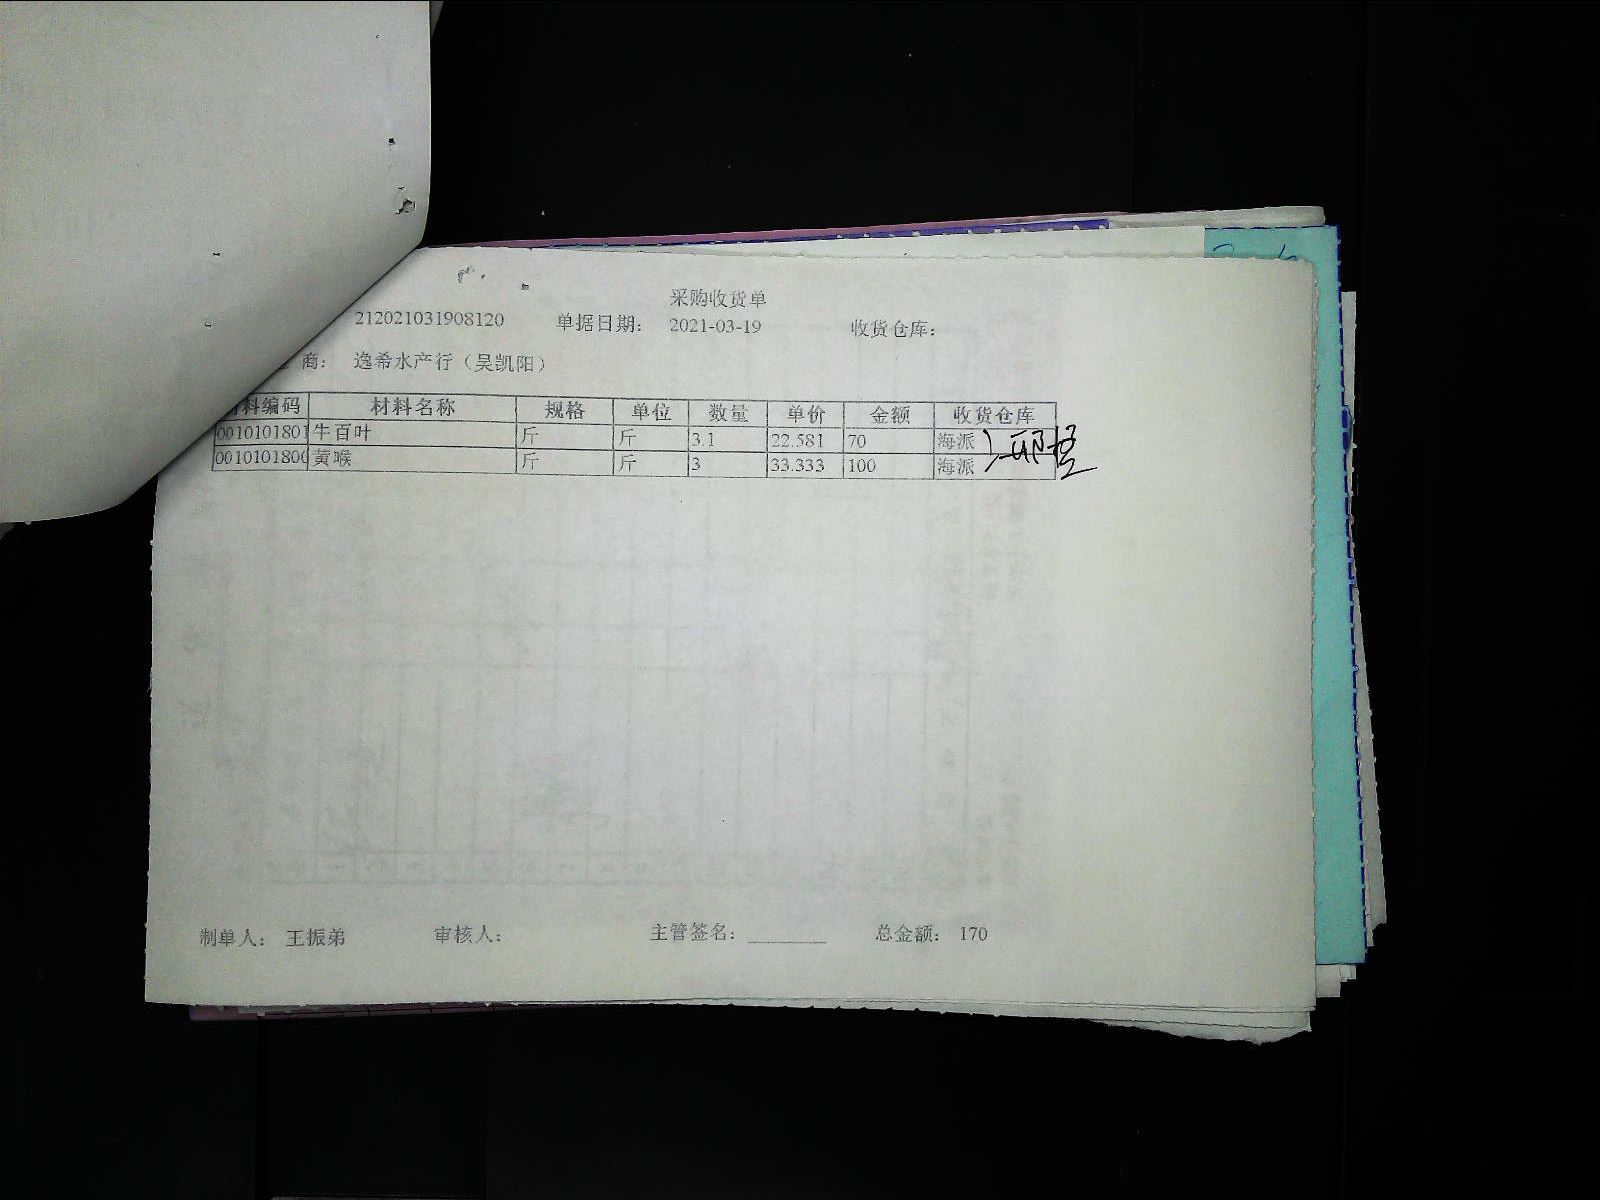 采购收货单
212021031908120 单据日期： 2021-03-19 收货仓库：
商： 逸希水产行（吴凯阳）
料编码 材料名称 规格 单位 数量 单价 金额 收货仓库
0010101801 牛百叶 斤 斤 3.1 22.581 70 海派
001010180 黄喉 斤 斤 3 33.333 100 海派
制单人： 王振弟 审核人： 主管签名： 总金额： 170